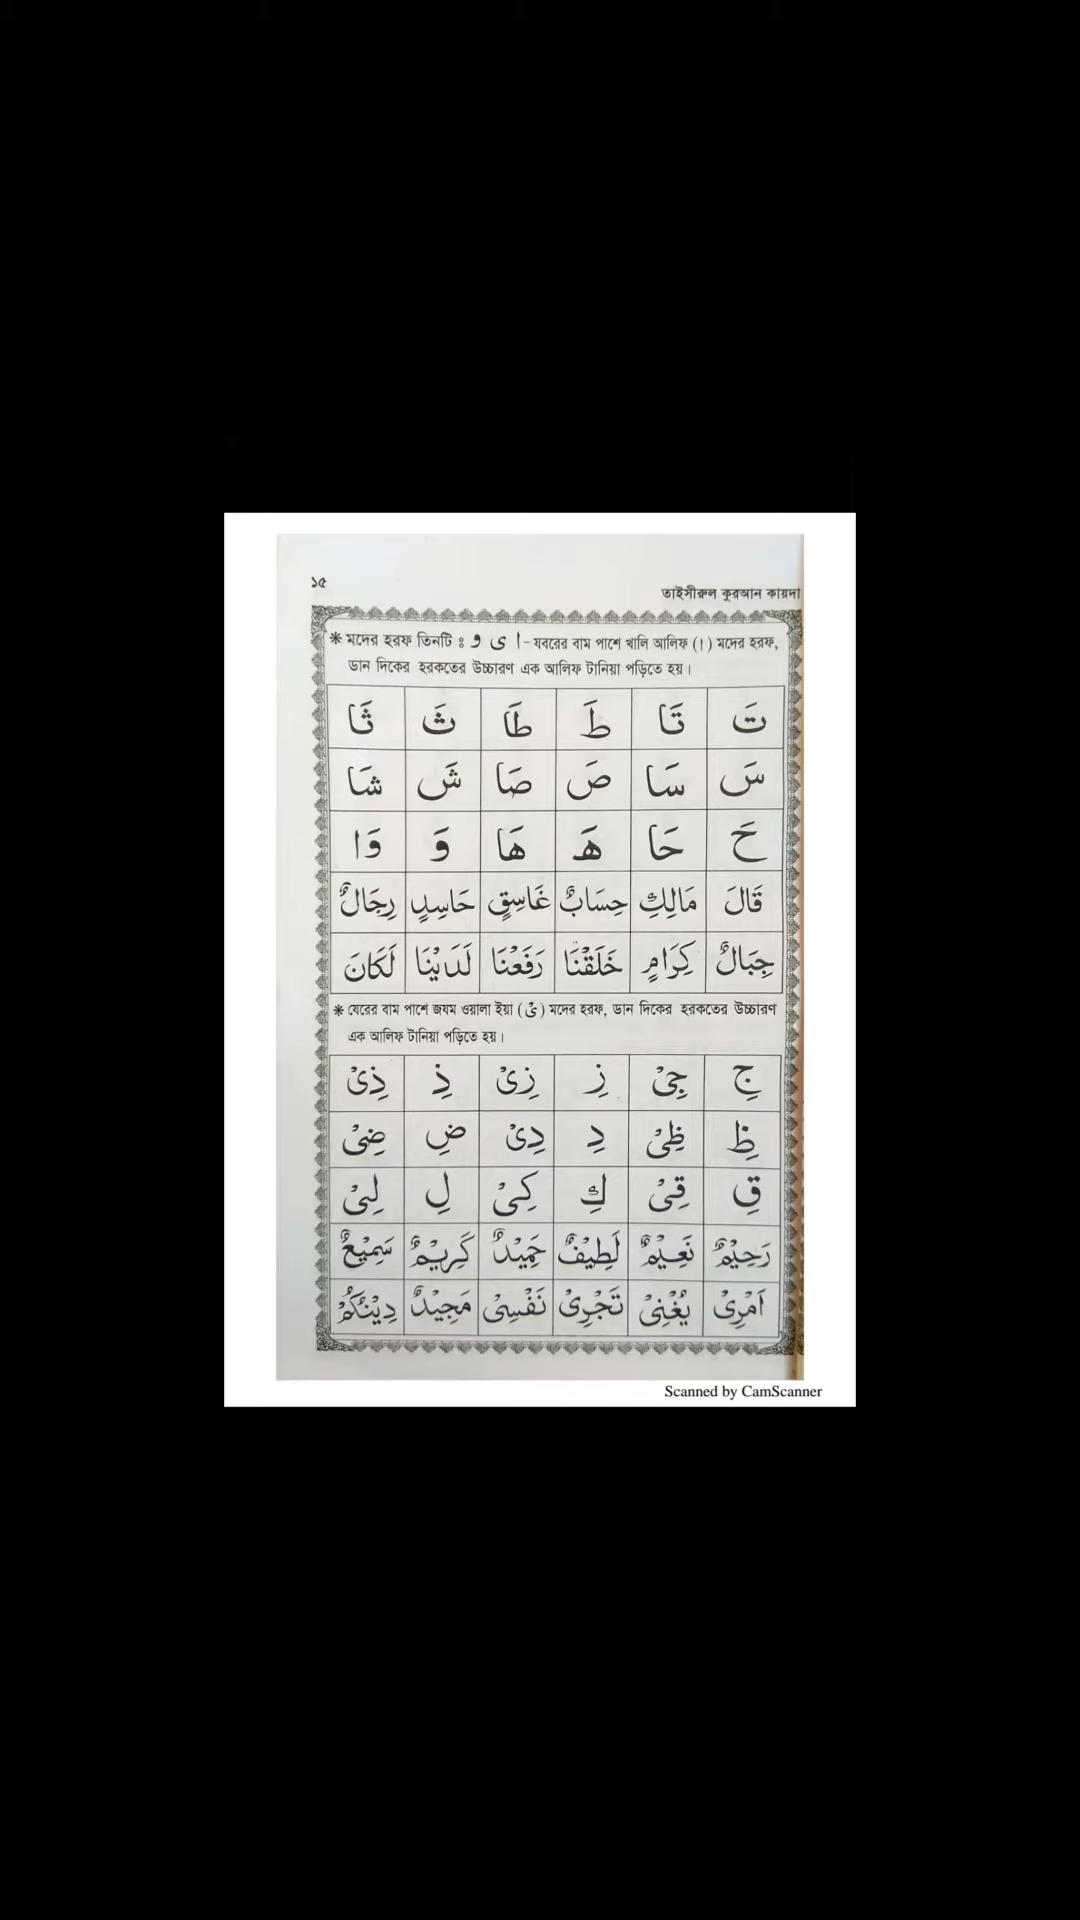 ১৫
তাইসীরুল কুরআন কায়দা
* মদের হরফ তিনটি ঃ و ی ا - যবরের বাম পাশে খালি আলিফ (ا) মদের হরফ,
ডান দিকের হরকতের উচ্চারণ এক আলিফ টানিয়া পড়িতে হয়।
تَ تَا طَ طَا ثَ ثَا
سَ سَا صَ صَا شَ شَا
حَ حَا هَ هَا وَ وَا
قَالَ مَالِكِ حِسَابٌ غَاسِقٍ حَاسِدٍ رِجَالٌ
جِبَالٌ كِرَامٍ خَلَقْنَا رَفَعْنَا لَدَيْنَا لَكَانَ
* যেরের বাম পাশে জযম ওয়ালা ইয়া (یْ) মদের হরফ, ডান দিকের হরকতের উচ্চারণ
এক আলিফ টানিয়া পড়িতে হয়।
جِ جِیْ زِ زِیْ ذِ ذِیْ
ظِ ظِیْ دِ دِیْ ضِ ضِیْ
قِ قِیْ كِ كِیْ لِ لِیْ
رَحِيْمٌ نَعِيْمٌ لَطِيْفٌ حَمِيْدٌ كَرِيْمٌ سَمِيْعٌ
اَمْرِیْ يُغْنِیْ تَجْرِیْ نَفْسِیْ مَجِيْدٌ دِيْنُكُمْ
Scanned by CamScanner